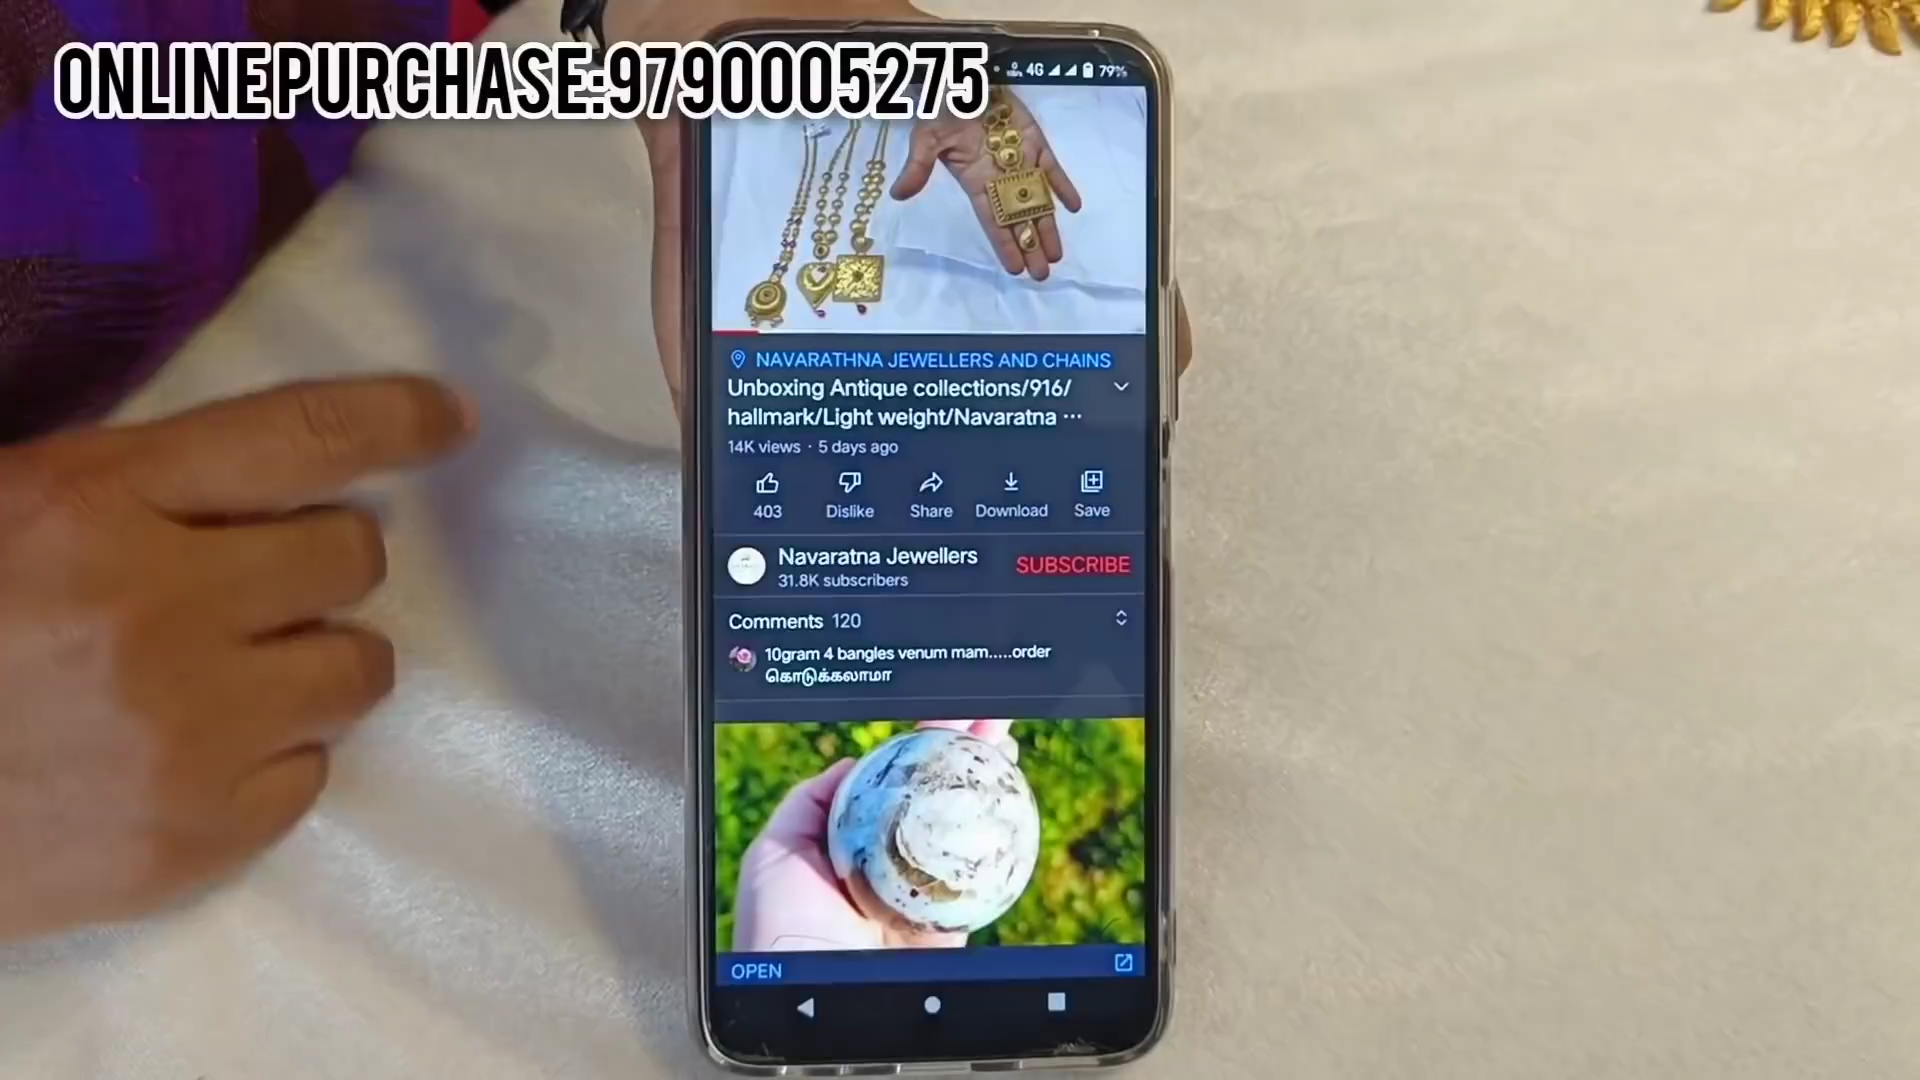 ONLINE PURCHASE:9790005275
4G 79%
NAVARATHNA JEWELLERS AND CHAINS
Unboxing Antique collections/916/
hallmark/Light weight/Navaratna ...
14K views · 5 days ago
403 Dislike Share Download Save
Navaratna Jewellers SUBSCRIBE
31.8K subscribers
Comments 120
10gram 4 bangles venum mam.....order
கொடுக்கலாமா
OPEN